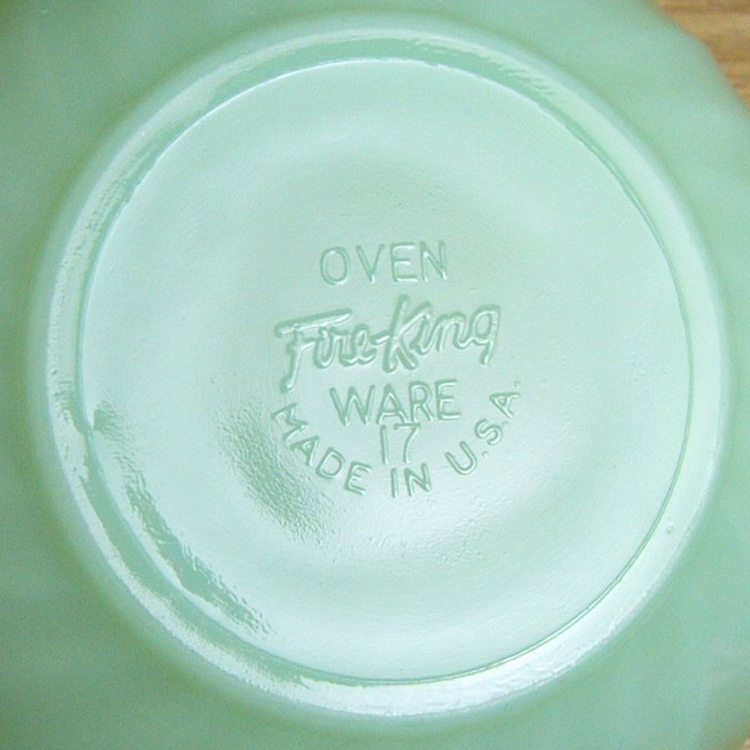 OVEN
Fire-King
WARE
17
MADE IN U.S.A.